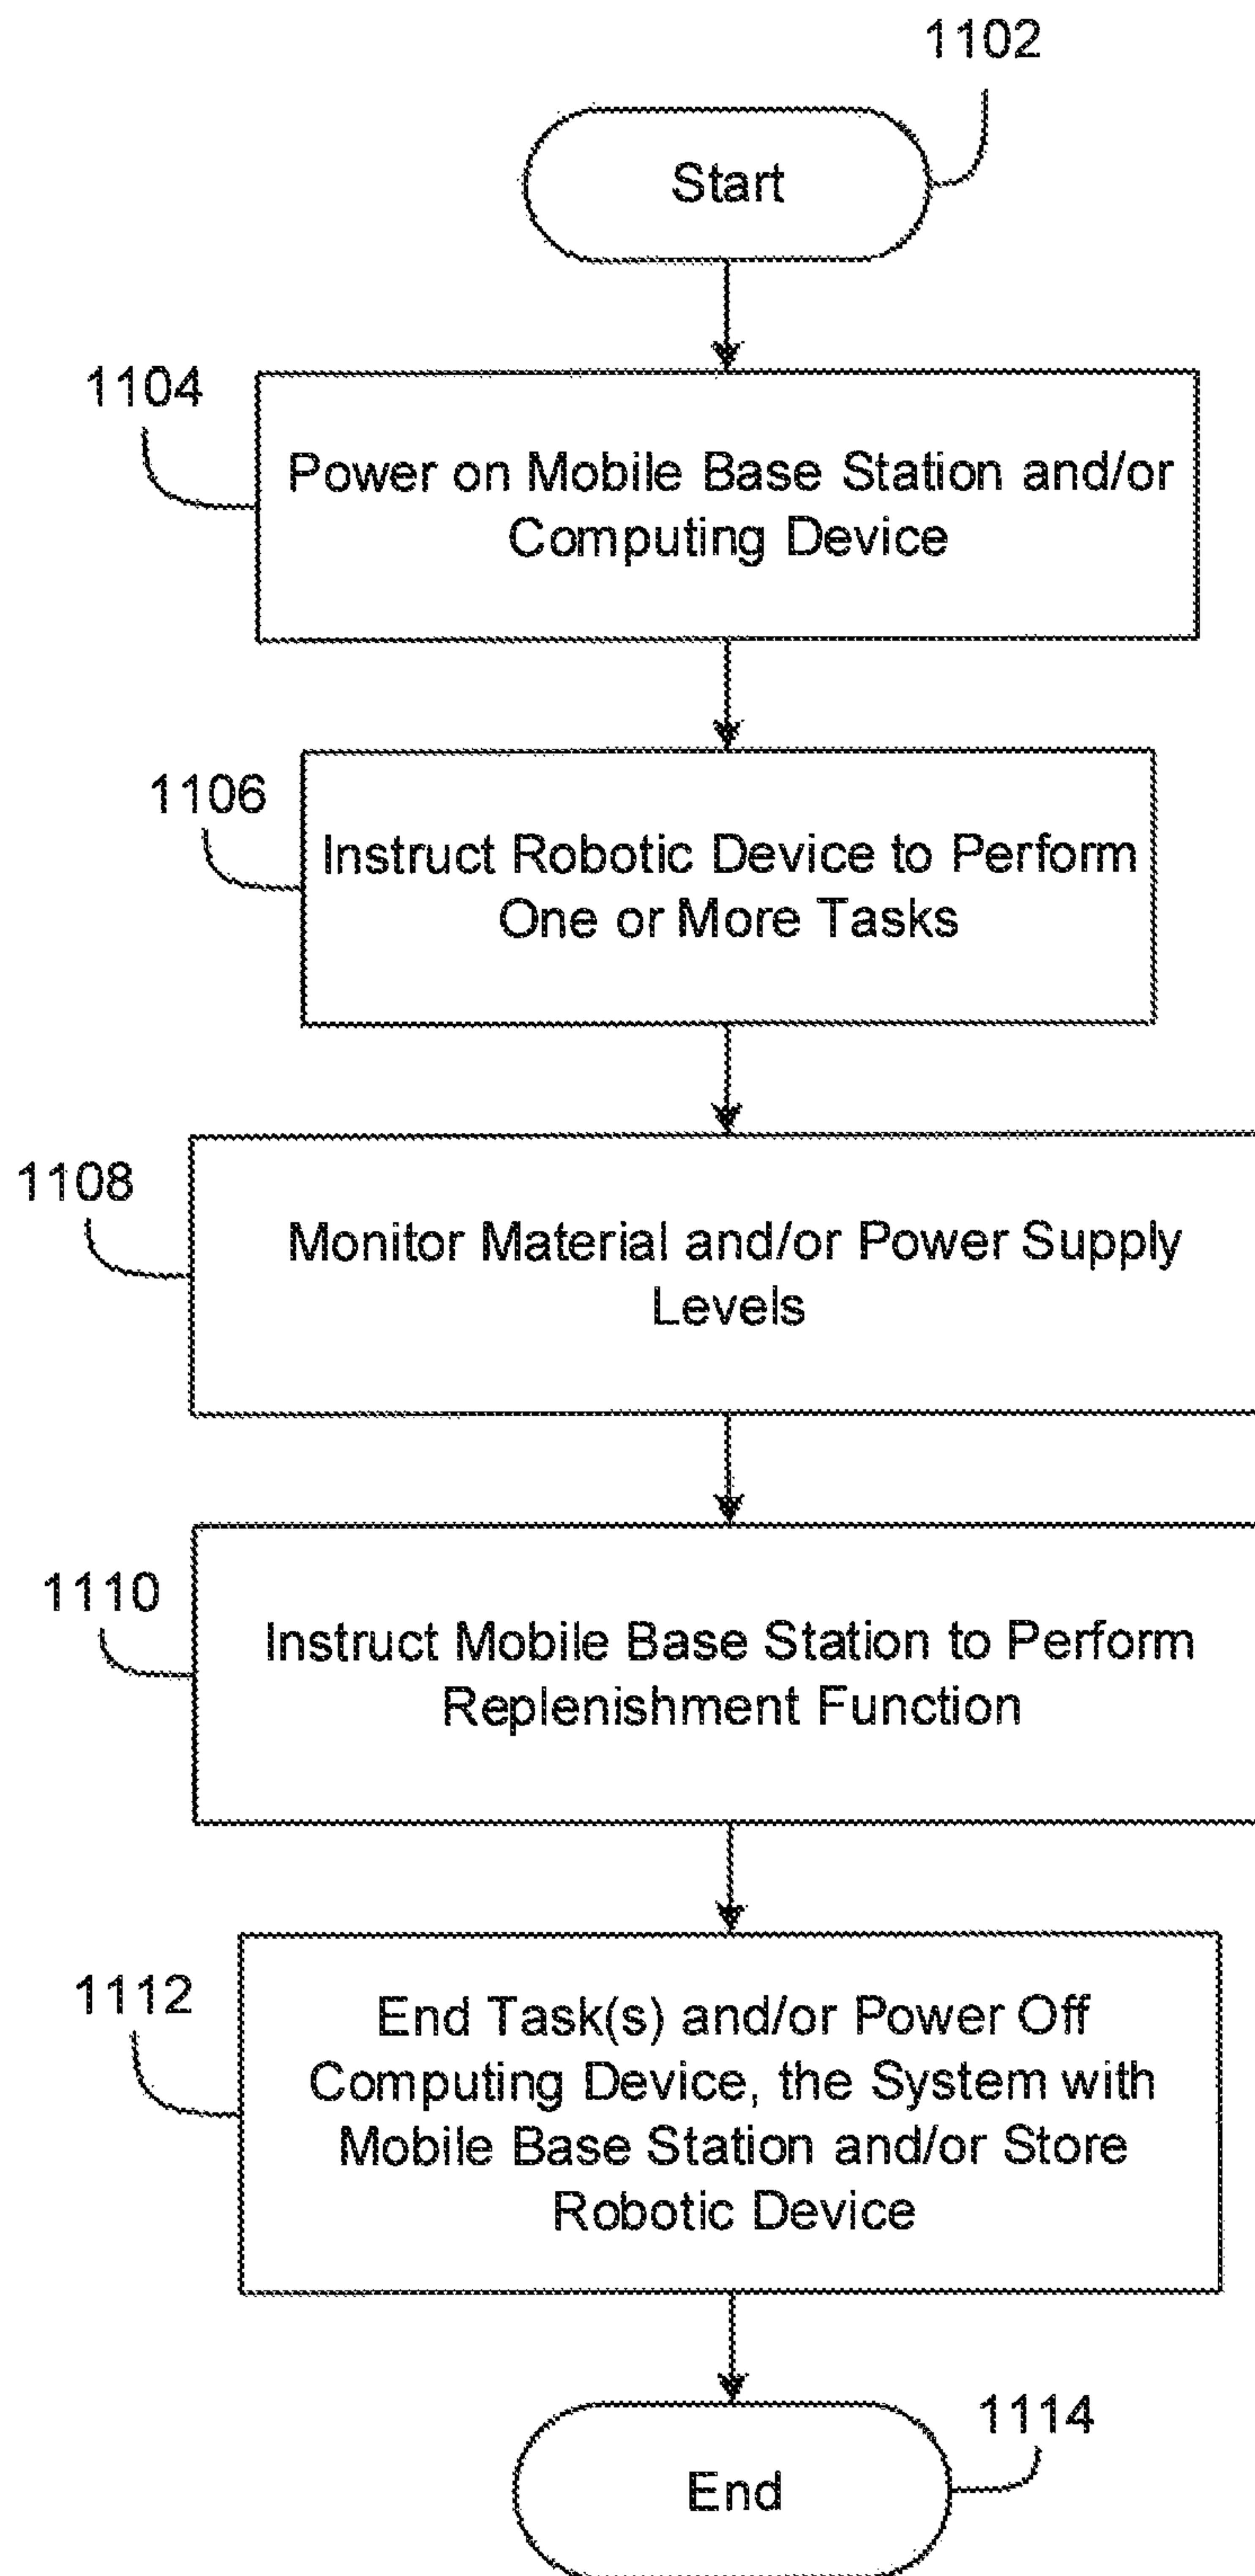 1102
Start
1104
Power on Mobile Base Station and/or
Computing Device
1106
Instruct Robotic Device to Perform
One or More Tasks
1108
Monitor Material and/or Power Supply
Levels
1110
Instruct Mobile Base Station to Perform
Replenishment Function
1112
End Task(s) and/or Power Off
Computing Device, the System with
Mobile Base Station and/or Store
Robotic Device
1114
End